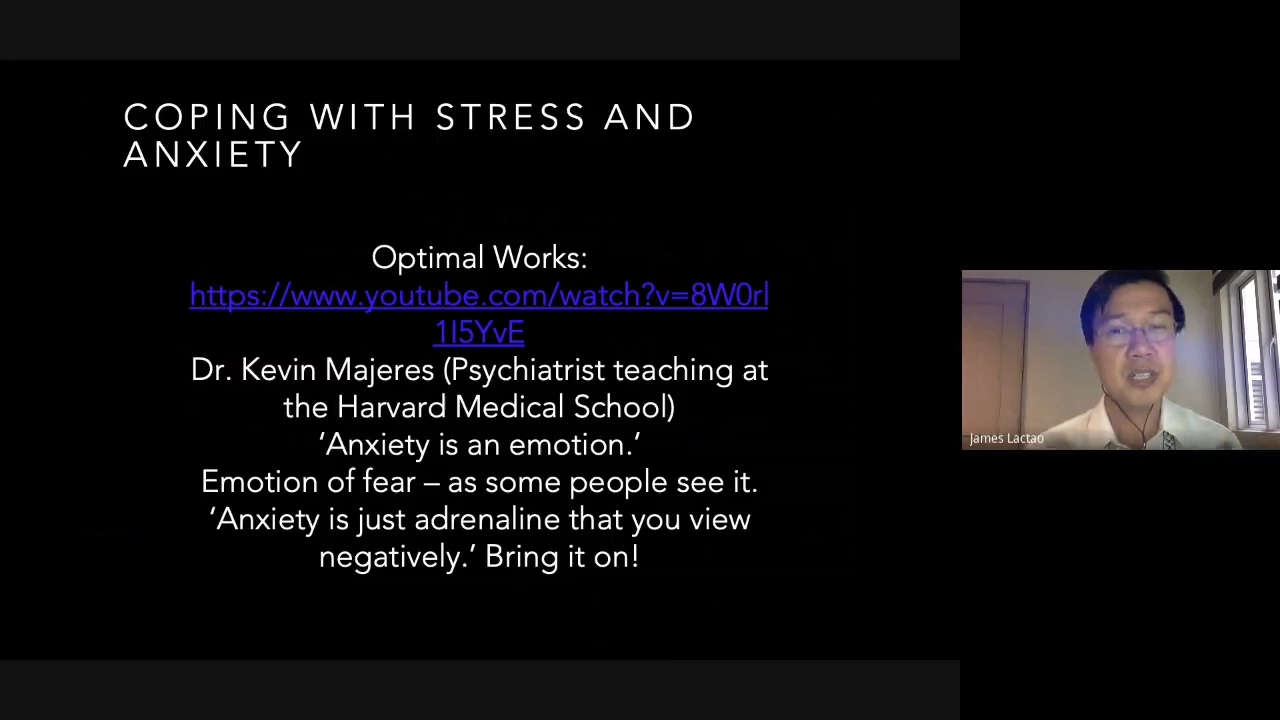 COPING WITH STRESS AND
ANXIETY
Optimal Works:
https://www.youtube.com/watch?v=8W0rl
1I5YvE
Dr. Kevin Majeres (Psychiatrist teaching at
the Harvard Medical School)
‘Anxiety is an emotion.’
Emotion of fear – as some people see it.
‘Anxiety is just adrenaline that you view
negatively.’ Bring it on!
James Lactao